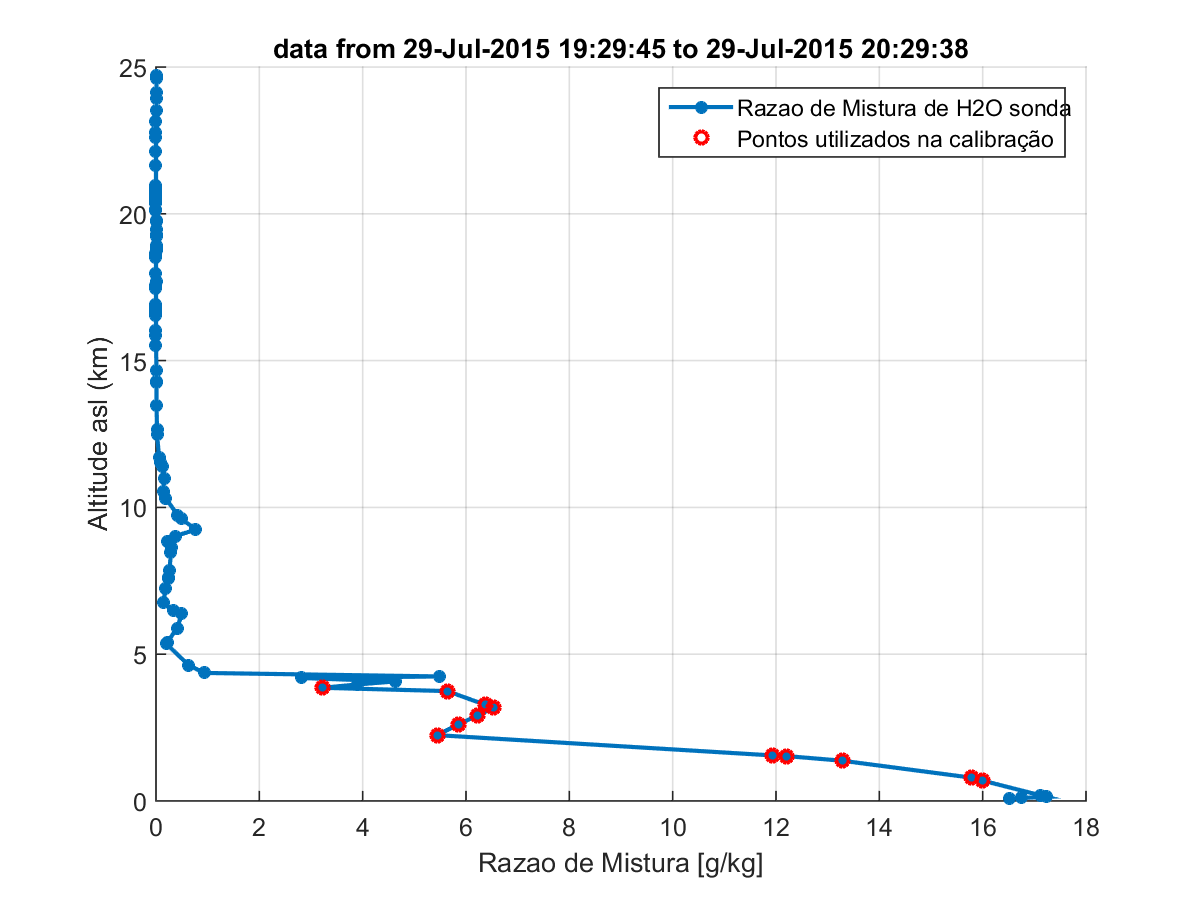 data from 29-Jul-2015 19:29:45 to 29-Jul-2015 20:29:38
Razao de Mistura de H2O sonda
Pontos utilizados na calibração
Altitude asl (km)
25
20
15
10
5
0
0 2 4 6 8 10 12 14 16 18
Razao de Mistura [g/kg]